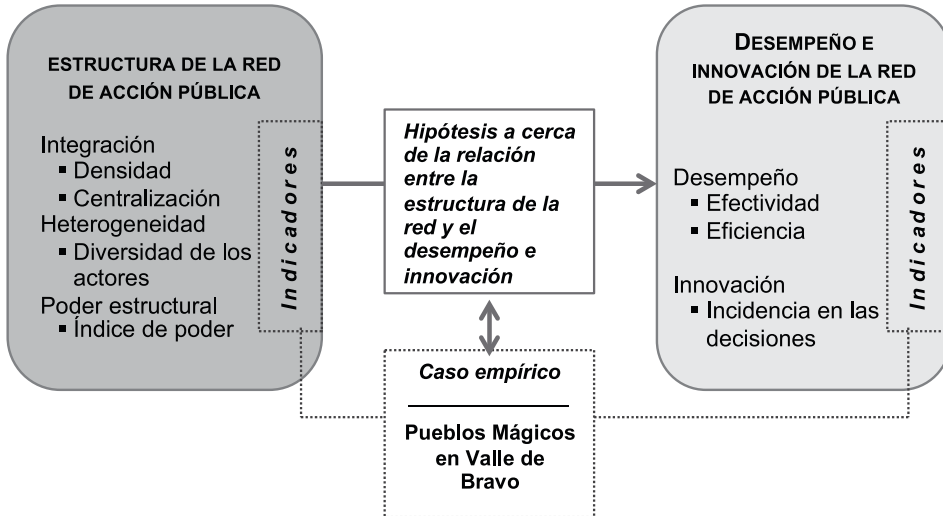 ESTRUCTURA DE LA RED
DE ACCIÓN PÚBLICA
Integración
▪ Densidad
▪ Centralización
Heterogeneidad
▪ Diversidad de los
actores
Poder estructural
▪ Índice de poder
Indicadores
Hipótesis a cerca
de la relación
entre la
estructura de la
red y el
desempeño e
innovación
Caso empírico
Pueblos Mágicos
en Valle de
Bravo
DESEMPEÑO E
INNOVACIÓN DE LA RED
DE ACCIÓN PÚBLICA
Desempeño
▪ Efectividad
▪ Eficiencia
Innovación
▪ Incidencia en las
decisiones
Indicadores